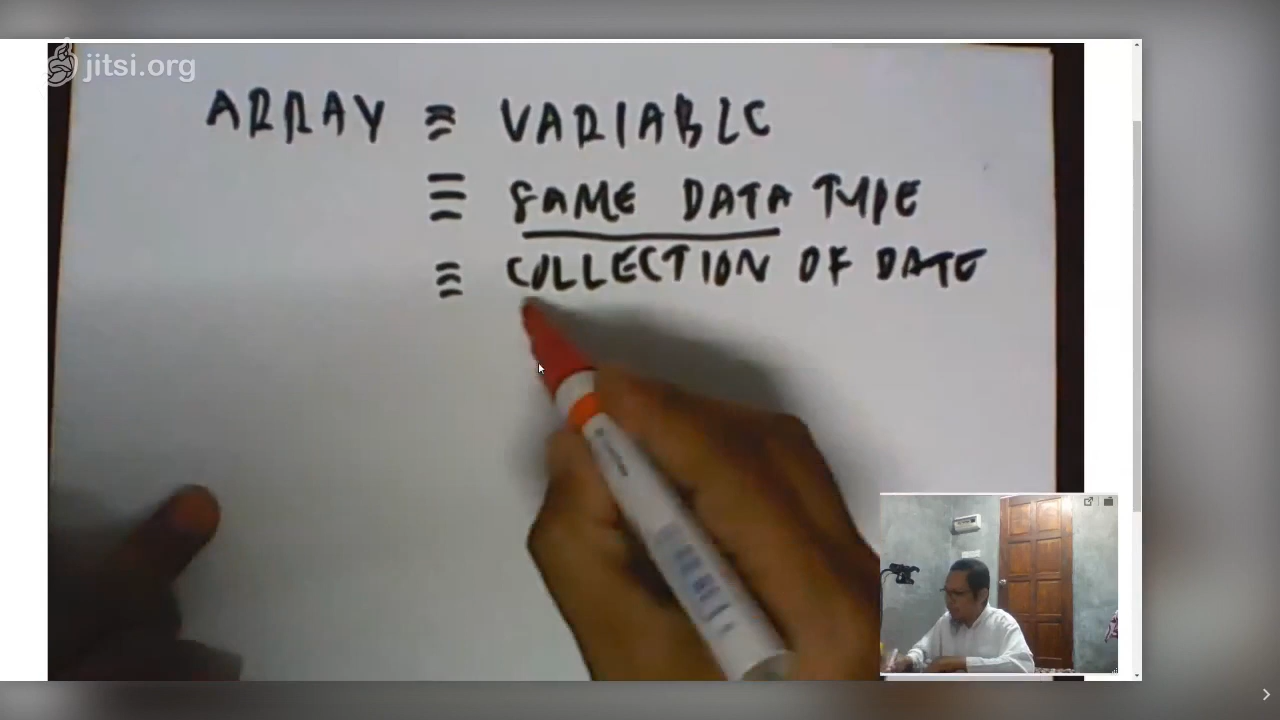 jitsi.org
ARRAY ≡ VARIABLE
≡ SAME DATA TYPE
≡ COLLECTION OF DATE